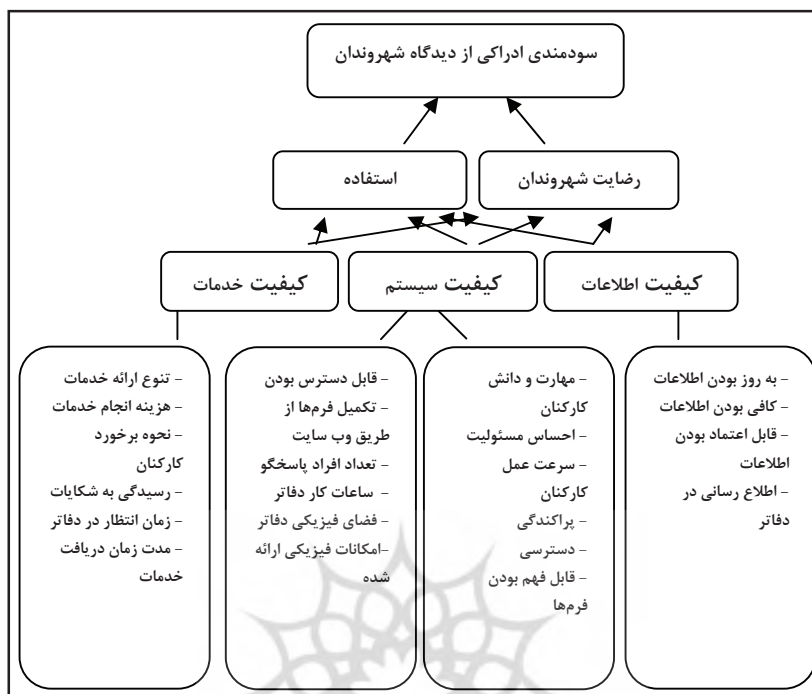 سودمندی ادراکی از دیدگاه شهروندان
رضایت شهروندان
استفاده
کیفیت اطلاعات
کیفیت سیستم
کیفیت خدمات
- به روز بودن اطلاعات
- کافی بودن اطلاعات
- قابل اعتماد بودن
اطلاعات
- اطلاع رسانی در
دفاتر
- مهارت و دانش
کارکنان
- احساس مسئولیت
- سرعت عمل
کارکنان
- پراکندگی
- دسترسی
- قابل فهم بودن
فرم‌ها
- قابل دسترس بودن
- تکمیل فرم‌ها از
طریق وب سایت
- تعداد افراد پاسخگو
- ساعات کار دفاتر
- فضای فیزیکی دفاتر
-امکانات فیزیکی ارائه
شده
- تنوع ارائه خدمات
- هزینه انجام خدمات
- نحوه برخورد
کارکنان
- رسیدگی به شکایات
- زمان انتظار در دفاتر
- مدت زمان دریافت
خدمات